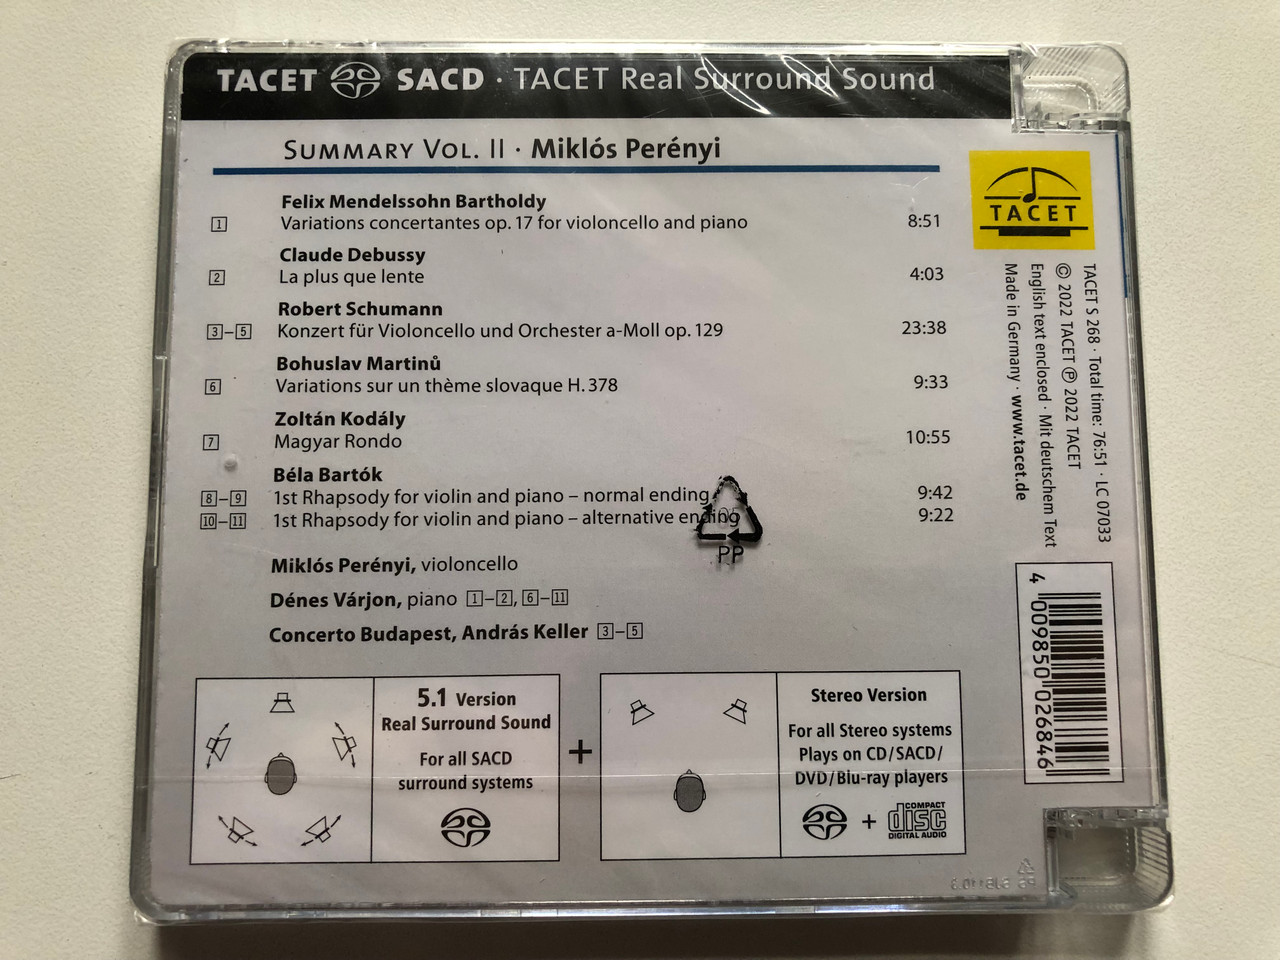 TACET SACD · TACET Real Surround Sound
SUMMARY VOL. II · Miklós Perényi
Felix Mendelssohn Bartholdy
1 Variations concertantes op. 17 for violoncello and piano 8:51
Claude Debussy
2 La plus que lente 4:03
Robert Schumann
3–5 Konzert für Violoncello und Orchester a-Moll op. 129 23:38
Bohuslav Martinů
6 Variations sur un thème slovaque H. 378 9:33
Zoltán Kodály
7 Magyar Rondo 10:55
Béla Bartók
8–9 1st Rhapsody for violin and piano – normal ending 9:42
10–11 1st Rhapsody for violin and piano – alternative ending 9:22
PP
Miklós Perényi, violoncello
Dénes Várjon, piano 1–2, 6–11
Concerto Budapest, András Keller 3–5
5.1 Version
Real Surround Sound
For all SACD
surround systems
+
Stereo Version
For all Stereo systems
Plays on CD/SACD/
DVD/Blu-ray players
+ COMPACT
disc
DIGITAL AUDIO
TACET
TACET S 268 · Total time: 76:51 · LC 07033
© 2022 TACET ℗ 2022 TACET
English text enclosed · Mit deutschem Text
Made in Germany · www.tacet.de
4 009850 026846